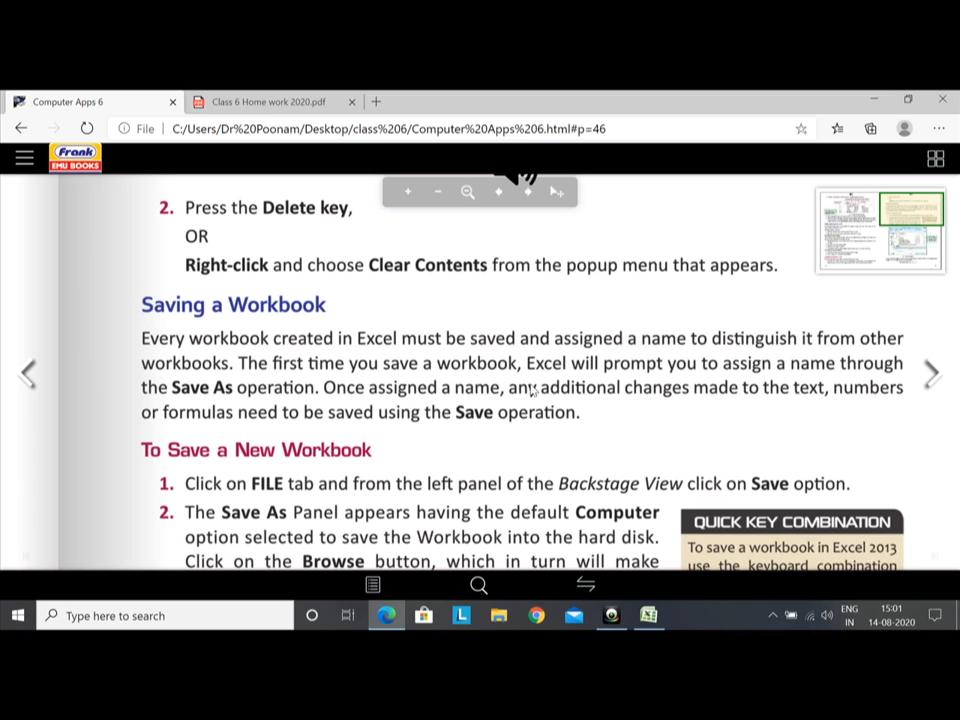 Computer Apps 6
Class 6 Home work 2020.pdf
File | C:/Users/Dr%20Poonam/Desktop/class%206/Computer%20Apps%206.html#p=46
Frank
EMU BOOKS
2. Press the Delete key,
OR
Right-click and choose Clear Contents from the popup menu that appears.
Saving a Workbook
Every workbook created in Excel must be saved and assigned a name to distinguish it from other
workbooks. The first time you save a workbook, Excel will prompt you to assign a name through
the Save As operation. Once assigned a name, any additional changes made to the text, numbers
or formulas need to be saved using the Save operation.
To Save a New Workbook
1. Click on FILE tab and from the left panel of the Backstage View click on Save option.
2. The Save As Panel appears having the default Computer
option selected to save the Workbook into the hard disk.
Click on the Browse button, which in turn will make
QUICK KEY COMBINATION
To save a workbook in Excel 2013
use the keyboard combination
Type here to search
L
ENG
IN
15:01
14-08-2020